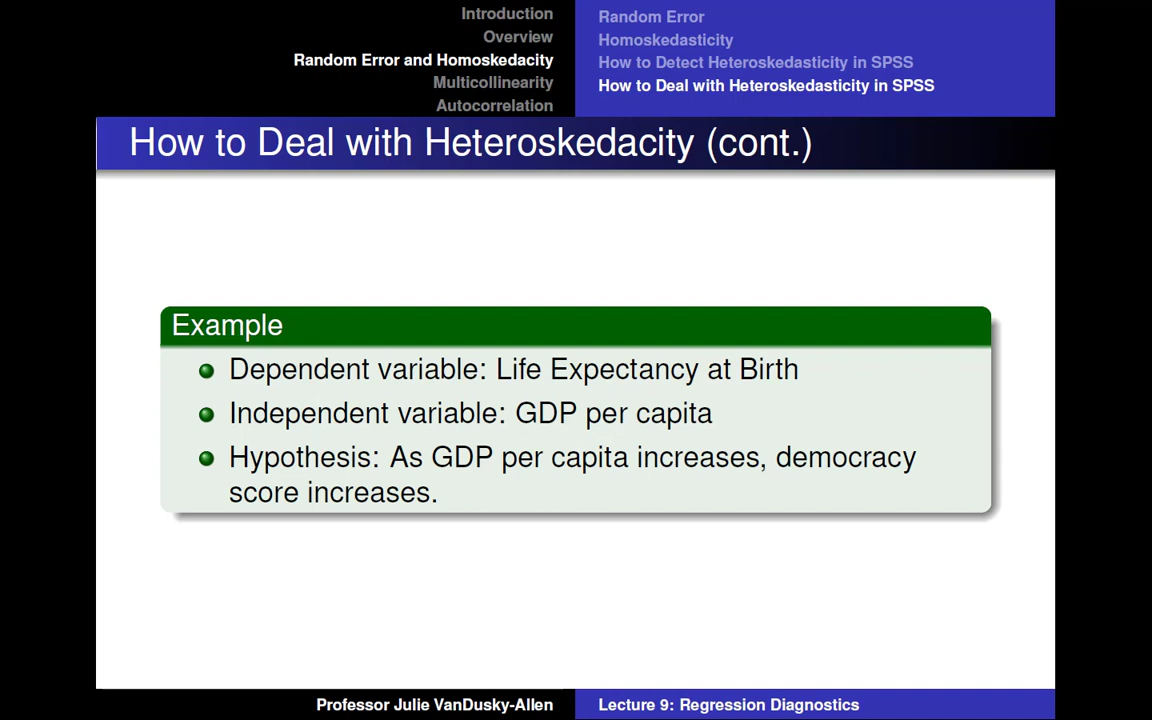 Introduction
Overview
Random Error and Homoskedacity
Multicollinearity
Autocorrelation
Random Error
Homoskedasticity
How to Detect Heteroskedasticity in SPSS
How to Deal with Heteroskedasticity in SPSS
How to Deal with Heteroskedacity (cont.)
Example
Dependent variable: Life Expectancy at Birth
Independent variable: GDP per capita
Hypothesis: As GDP per capita increases, democracy
score increases.
Professor Julie VanDusky-Allen
Lecture 9: Regression Diagnostics